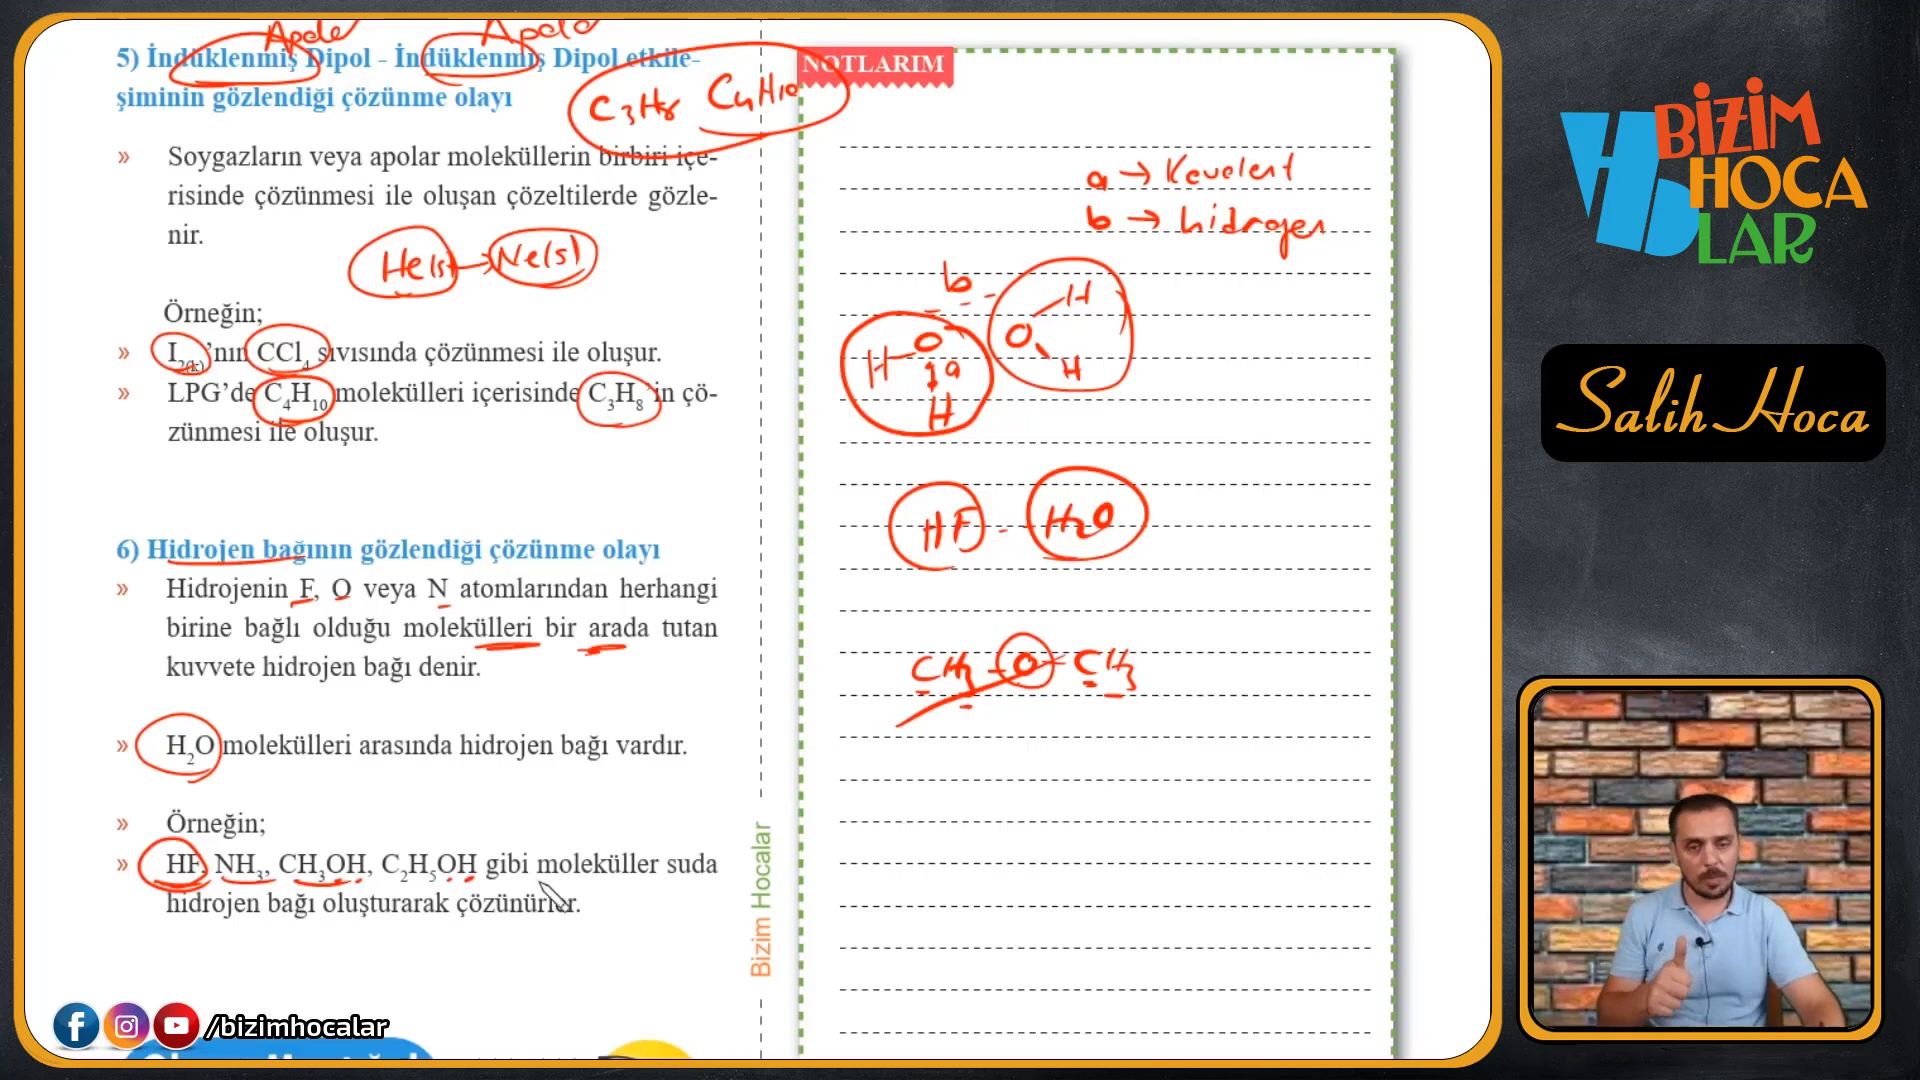 Apolar Apolar
5) İndüklenmiş Dipol - İndüklenmiş Dipol etkile-
şiminin gözlendiği çözünme olayı
C3H8 C4H10
» Soygazların veya apolar moleküllerin birbiri içe-
risinde çözünmesi ile oluşan çözeltilerde gözle-
nir.
He(s) → Ne(s)
Örneğin;
» I2(k)'nın CCl4 sıvısında çözünmesi ile oluşur.
» LPG'de C4H10 molekülleri içerisinde C3H8'in çö-
zünmesi ile oluşur.
6) Hidrojen bağının gözlendiği çözünme olayı
» Hidrojenin F, O veya N atomlarından herhangi
birine bağlı olduğu molekülleri bir arada tutan
kuvvete hidrojen bağı denir.
» H2O molekülleri arasında hidrojen bağı vardır.
» Örneğin;
» HF, NH3, CH3OH, C2H5OH gibi moleküller suda
hidrojen bağı oluşturarak çözünürler.
Bizim Hocalar
NOTLARIM
a → Kovalent
b → hidrojen
b
H O a H
O H H
HF - H2O
CH3 - O - CH3
BİZİM
HOCA
LAR
Salih Hoca
/bizimhocalar